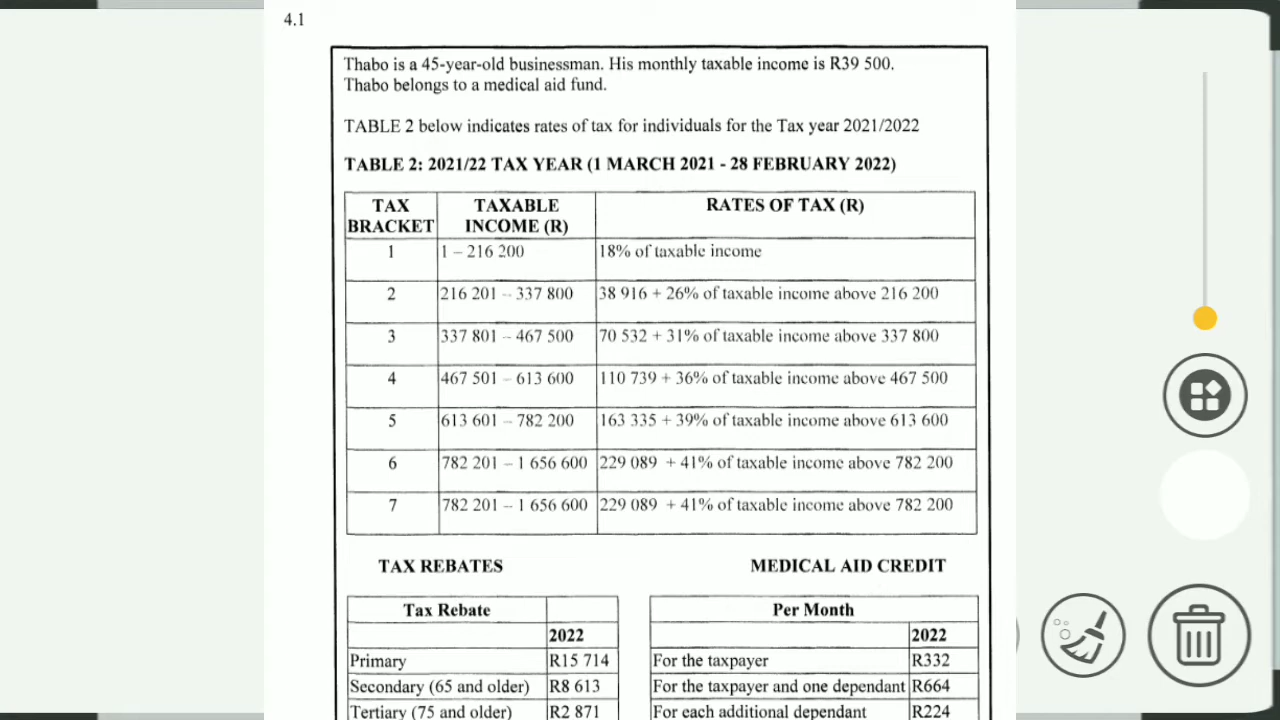 4.1
Thabo is a 45-year-old businessman. His monthly taxable income is R39 500.
Thabo belongs to a medical aid fund.
TABLE 2 below indicates rates of tax for individuals for the Tax year 2021/2022
TABLE 2: 2021/22 TAX YEAR (1 MARCH 2021 - 28 FEBRUARY 2022)
TAX BRACKET TAXABLE INCOME (R) RATES OF TAX (R)
1 1 – 216 200 18% of taxable income
2 216 201 – 337 800 38 916 + 26% of taxable income above 216 200
3 337 801 – 467 500 70 532 + 31% of taxable income above 337 800
4 467 501 – 613 600 110 739 + 36% of taxable income above 467 500
5 613 601 – 782 200 163 335 + 39% of taxable income above 613 600
6 782 201 – 1 656 600 229 089 + 41% of taxable income above 782 200
7 782 201 – 1 656 600 229 089 + 41% of taxable income above 782 200
TAX REBATES
Tax Rebate
2022
Primary R15 714
Secondary (65 and older) R8 613
Tertiary (75 and older) R2 871
MEDICAL AID CREDIT
Per Month
2022
For the taxpayer R332
For the taxpayer and one dependant R664
For each additional dependant R224